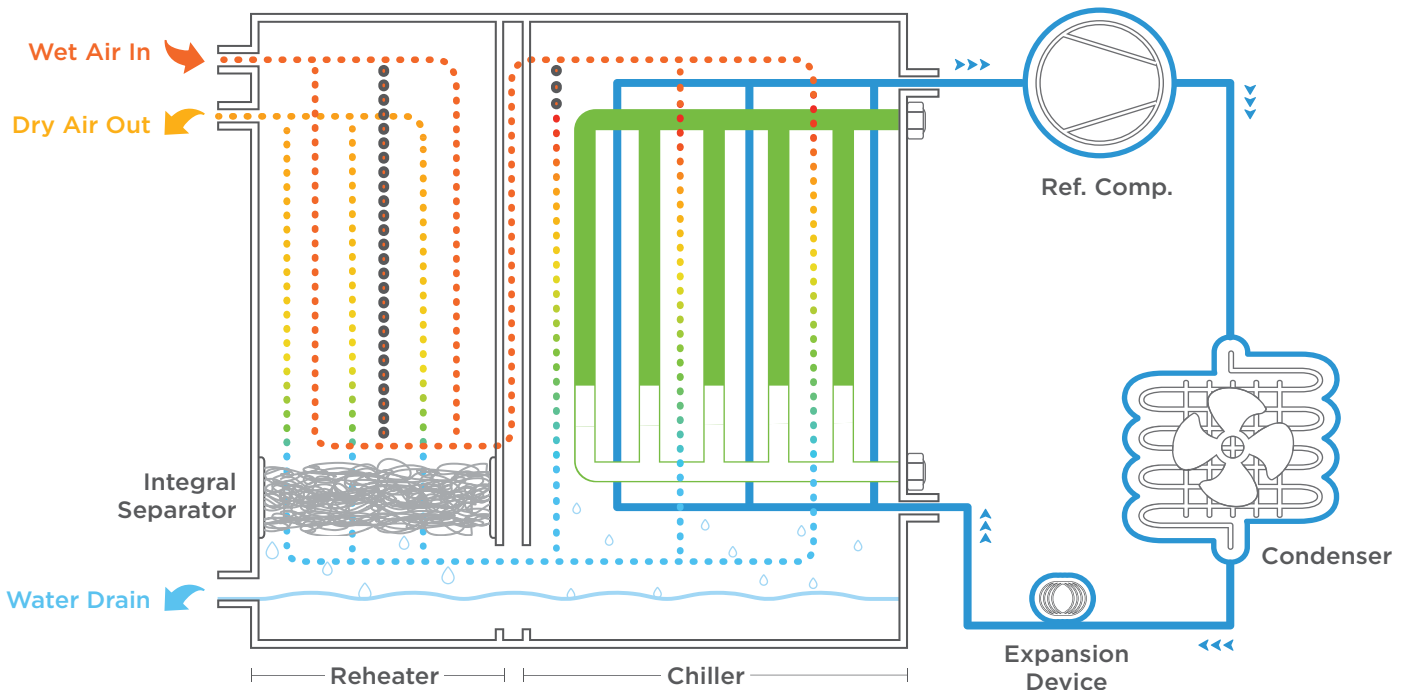 Wet Air In
Dry Air Out
Ref. Comp.
Integral
Separator
Condenser
Water Drain
Expansion
Device
Reheater
Chiller